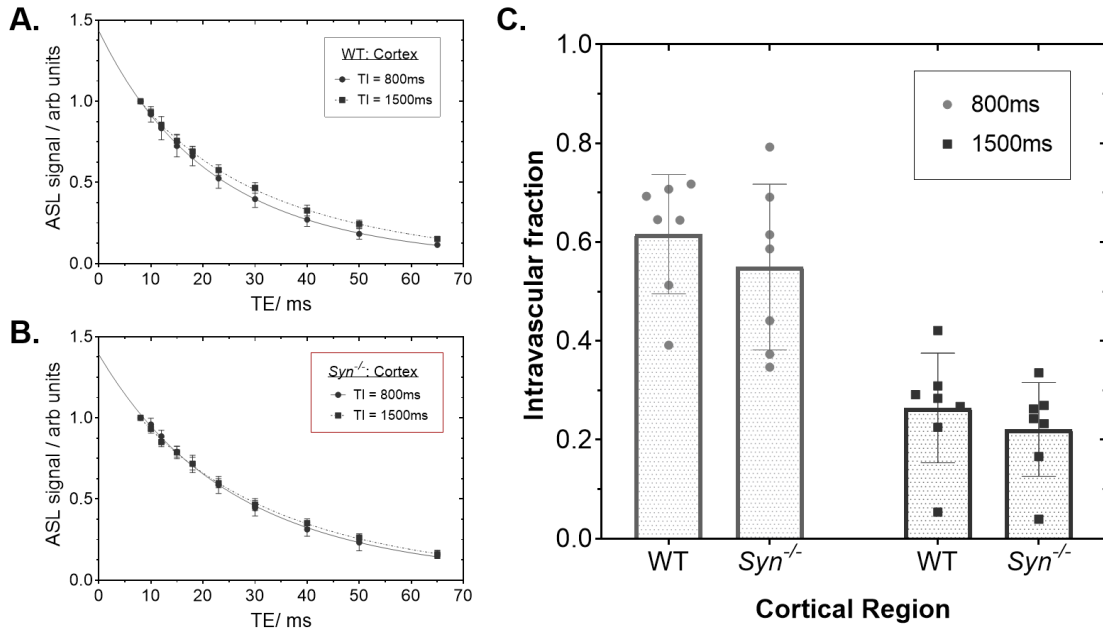 A.
1.5
1.0
0.5
0.0
ASL signal / arb units
WT: Cortex
TI = 800ms
TI = 1500ms
0 10 20 30 40 50 60 70
TE/ ms
B.
1.5
1.0
0.5
0.0
ASL signal / arb units
Syn-/-: Cortex
TI = 800ms
TI = 1500ms
0 10 20 30 40 50 60 70
TE/ ms
C.
1.0
0.8
0.6
0.4
0.2
0.0
Intravascular fraction
800ms
1500ms
WT Syn-/- WT Syn-/-
Cortical Region